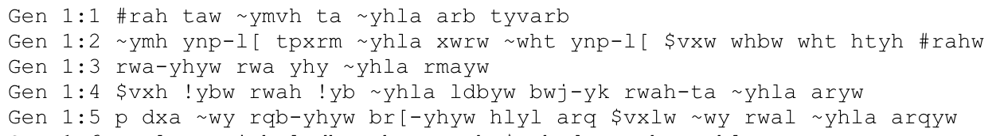 Gen 1:1 #rah taw ~ymvh ta ~yhla arb tyvarb
Gen 1:2 ~ymh ynp-l[ tpxrm ~yhla xwrw ~wht ynp-l[ $vxw whbw wht htyh #rahw
Gen 1:3 rwa-yhyw rwa yhy ~yhla rmayw
Gen 1:4 $vxh !ybw rwah !yb ~yhla ldbyw bwj-yk rwah-ta ~yhla aryw
Gen 1:5 p dxa ~wy rqb-yhyw br[-yhyw hlyl arq $vxlw ~wy rwal ~yhla arqyw